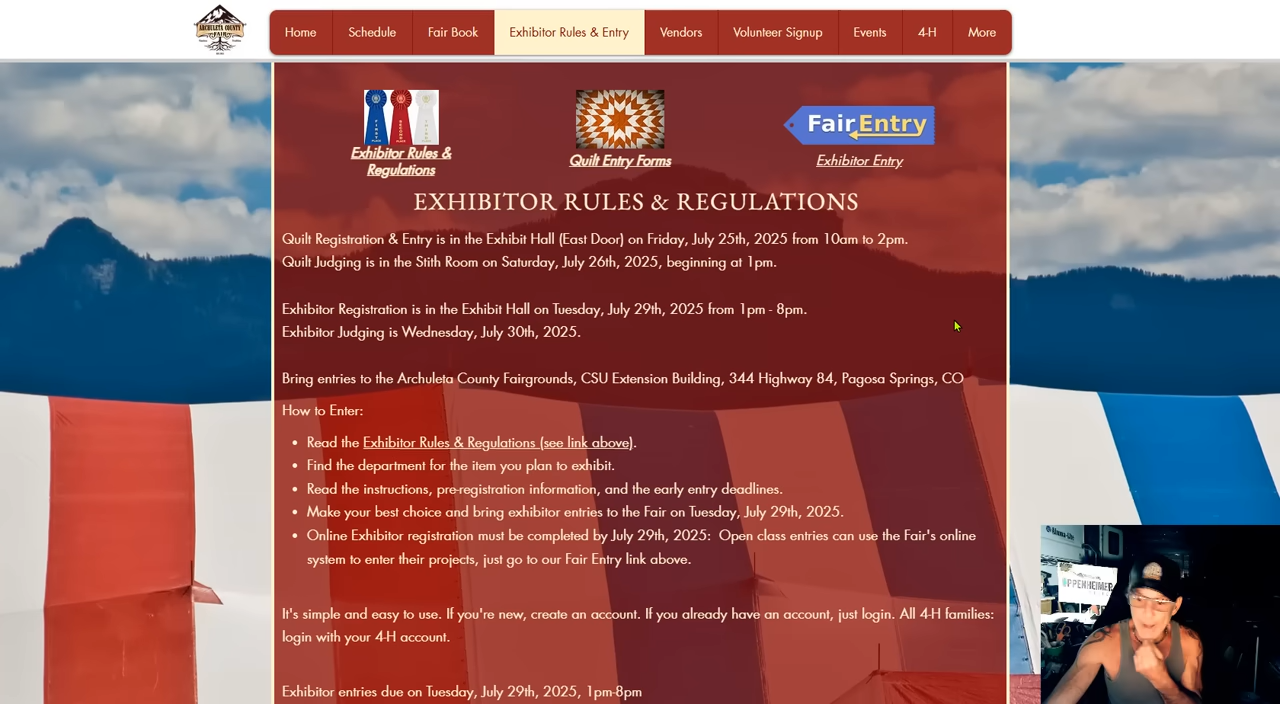 ARCHULETA COUNTY
FAIR
Home
Schedule
Fair Book
Exhibitor Rules & Entry
Vendors
Volunteer Signup
Events
4-H
More
Exhibitor Rules &
Regulations
Quilt Entry Forms
FairEntry
Exhibitor Entry
EXHIBITOR RULES & REGULATIONS
Quilt Registration & Entry is in the Exhibit Hall (East Door) on Friday, July 25th, 2025 from 10am to 2pm.
Quilt Judging is in the Stith Room on Saturday, July 26th, 2025, beginning at 1pm.
Exhibitor Registration is in the Exhibit Hall on Tuesday, July 29th, 2025 from 1pm - 8pm.
Exhibitor Judging is Wednesday, July 30th, 2025.
Bring entries to the Archuleta County Fairgrounds, CSU Extension Building, 344 Highway 84, Pagosa Springs, CO
How to Enter:
• Read the Exhibitor Rules & Regulations (see link above).
• Find the department for the item you plan to exhibit.
• Read the instructions, pre-registration information, and the early entry deadlines.
• Make your best choice and bring exhibitor entries to the Fair on Tuesday, July 29th, 2025.
• Online Exhibitor registration must be completed by July 29th, 2025:  Open class entries can use the Fair's online
system to enter their projects, just go to our Fair Entry link above.
It's simple and easy to use. If you're new, create an account. If you already have an account, just login. All 4-H families:
login with your 4-H account.
Exhibitor entries due on Tuesday, July 29th, 2025, 1pm-8pm